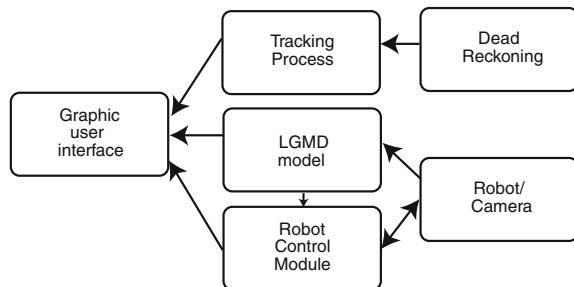 Tracking
Process
Dead
Reckoning
Graphic
user
interface
LGMD
model
Robot/
Camera
Robot
Control
Module